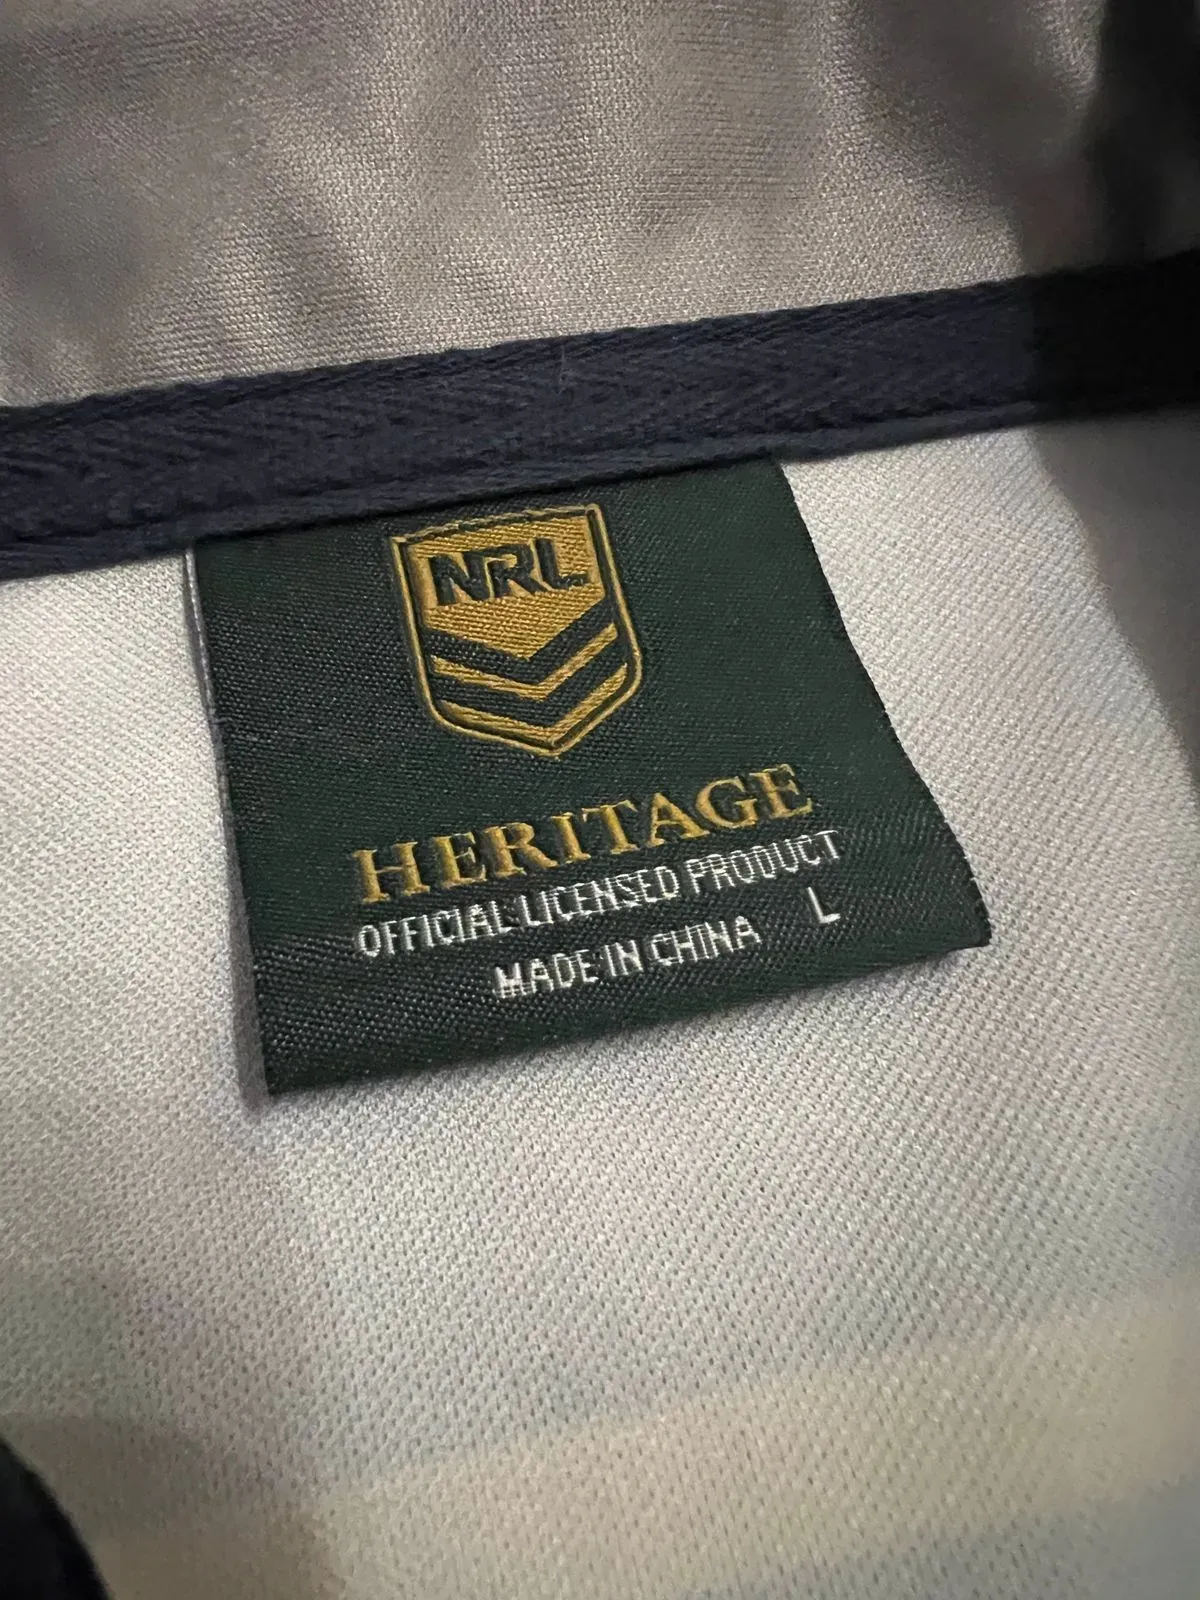 NRL
HERITAGE
OFFICIAL LICENSED PRODUCT
MADE IN CHINA L